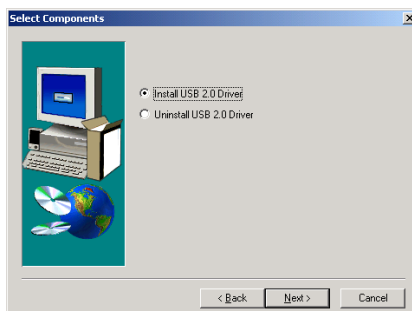 Select Components
Install USB 2.0 Driver
Uninstall USB 2.0 Driver
< Back
Next >
Cancel